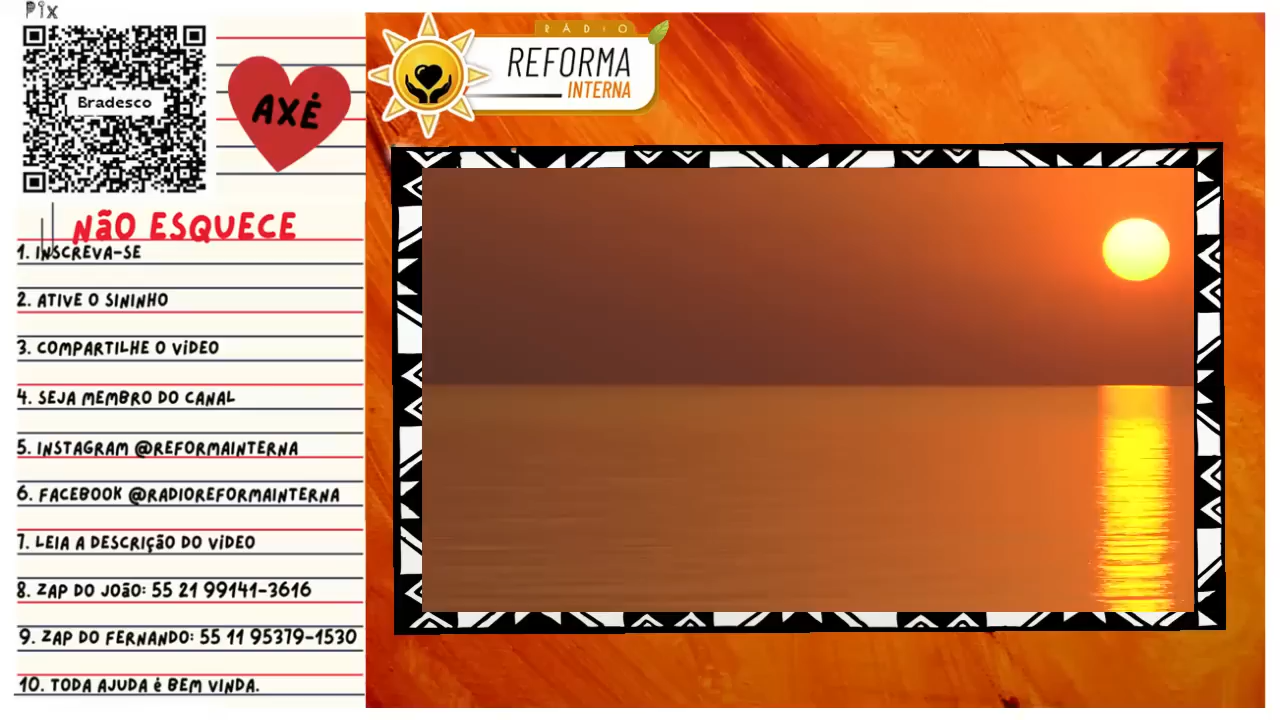 Pix
Bradesco
AXÉ
NÃO ESQUECE
1. INSCREVA-SE
2. ATIVE O SININHO
3. COMPARTILHE O VÍDEO
4. SEJA MEMBRO DO CANAL
5. INSTAGRAM @REFORMAINTERNA
6. FACEBOOK @RADIOREFORMAINTERNA
7. LEIA A DESCRIÇÃO DO VÍDEO
8. ZAP DO JOÃO: 55 21 99141-3616
9. ZAP DO FERNANDO: 55 11 95379-1530
10. TODA AJUDA é BEM VINDA.
RÁDIO
REFORMA
INTERNA